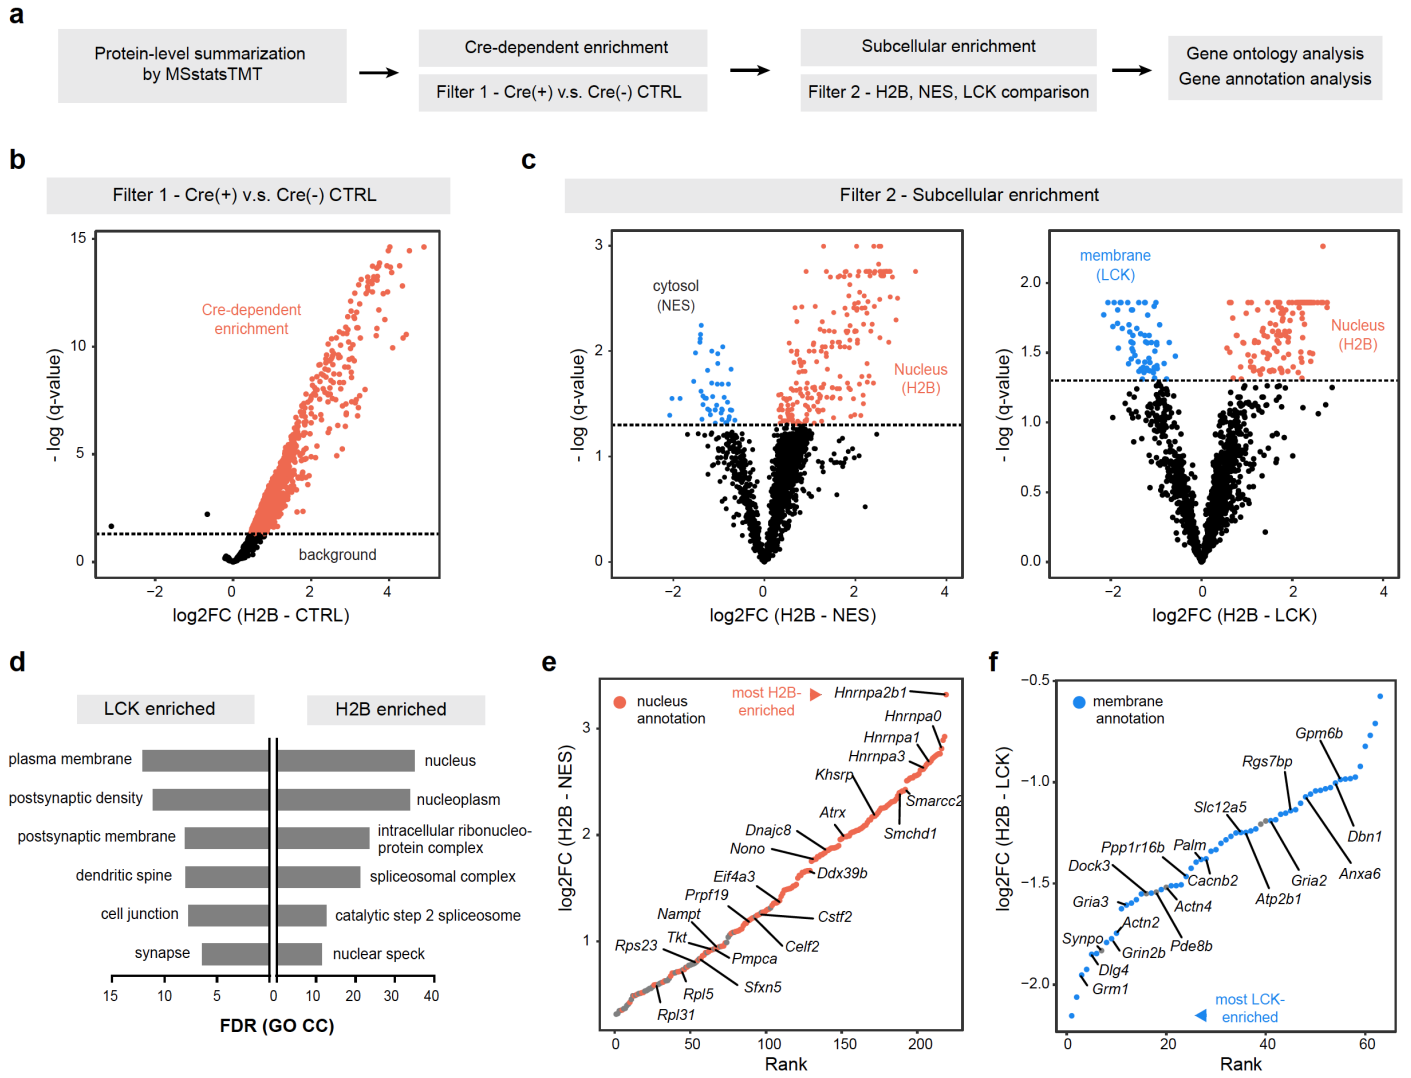 a
Protein-level summarization
by MSstatsTMT
Cre-dependent enrichment
Filter 1 - Cre(+) v.s. Cre(-) CTRL
Subcellular enrichment
Filter 2 - H2B, NES, LCK comparison
Gene ontology analysis
Gene annotation analysis
b
Filter 1 - Cre(+) v.s. Cre(-) CTRL
15
10
5
0
- log (q-value)
Cre-dependent
enrichment
background
−2
0
2
4
log2FC (H2B - CTRL)
c
Filter 2 - Subcellular enrichment
3
2
1
0
- log (q-value)
cytosol
(NES)
Nucleus
(H2B)
−2
0
2
4
log2FC (H2B - NES)
2.0
1.5
1.0
0.5
0.0
- log (q-value)
membrane
(LCK)
Nucleus
(H2B)
−2
0
2
4
log2FC (H2B - LCK)
d
LCK enriched
H2B enriched
plasma membrane
nucleus
postsynaptic density
nucleoplasm
postsynaptic membrane
intracellular ribonucleo-
protein complex
dendritic spine
spliceosomal complex
cell junction
catalytic step 2 spliceosome
synapse
nuclear speck
15
10
5
0
10
20
30
40
FDR (GO CC)
e
nucleus
annotation
most H2B-
enriched
Hnrnpa2b1
Hnrnpa0
Hnrnpa1
Hnrnpa3
Khsrp
Smarcc2
Atrx
Smchd1
Dnajc8
Nono
Ddx39b
Eif4a3
Prpf19
Nampt
Cstf2
Tkt
Rps23
Celf2
Pmpca
Sfxn5
Rpl5
Rpl31
3
2
1
log2FC (H2B - NES)
0
50
100
150
200
Rank
f
membrane
annotation
Gpm6b
Rgs7bp
Slc12a5
Dbn1
Ppp1r16b
Palm
Anxa6
Dock3
Cacnb2
Gria2
Atp2b1
Gria3
Actn4
Actn2
Synpo
Grin2b
Pde8b
Dlg4
Grm1
most LCK-
enriched
−0.5
−1.0
−1.5
−2.0
log2FC (H2B - LCK)
0
20
40
60
Rank